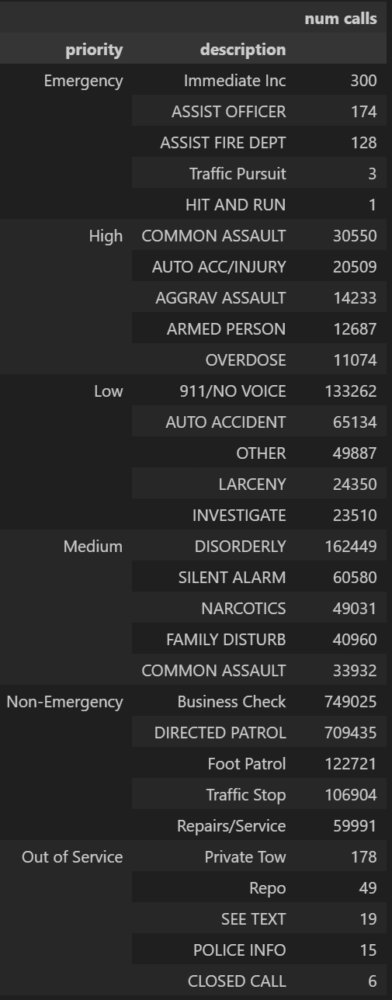 num calls
priority description
Emergency Immediate Inc 300
ASSIST OFFICER 174
ASSIST FIRE DEPT 128
Traffic Pursuit 3
HIT AND RUN 1
High COMMON ASSAULT 30550
AUTO ACC/INJURY 20509
AGGRAV ASSAULT 14233
ARMED PERSON 12687
OVERDOSE 11074
Low 911/NO VOICE 133262
AUTO ACCIDENT 65134
OTHER 49887
LARCENY 24350
INVESTIGATE 23510
Medium DISORDERLY 162449
SILENT ALARM 60580
NARCOTICS 49031
FAMILY DISTURB 40960
COMMON ASSAULT 33932
Non-Emergency Business Check 749025
DIRECTED PATROL 709435
Foot Patrol 122721
Traffic Stop 106904
Repairs/Service 59991
Out of Service Private Tow 178
Repo 49
SEE TEXT 19
POLICE INFO 15
CLOSED CALL 6